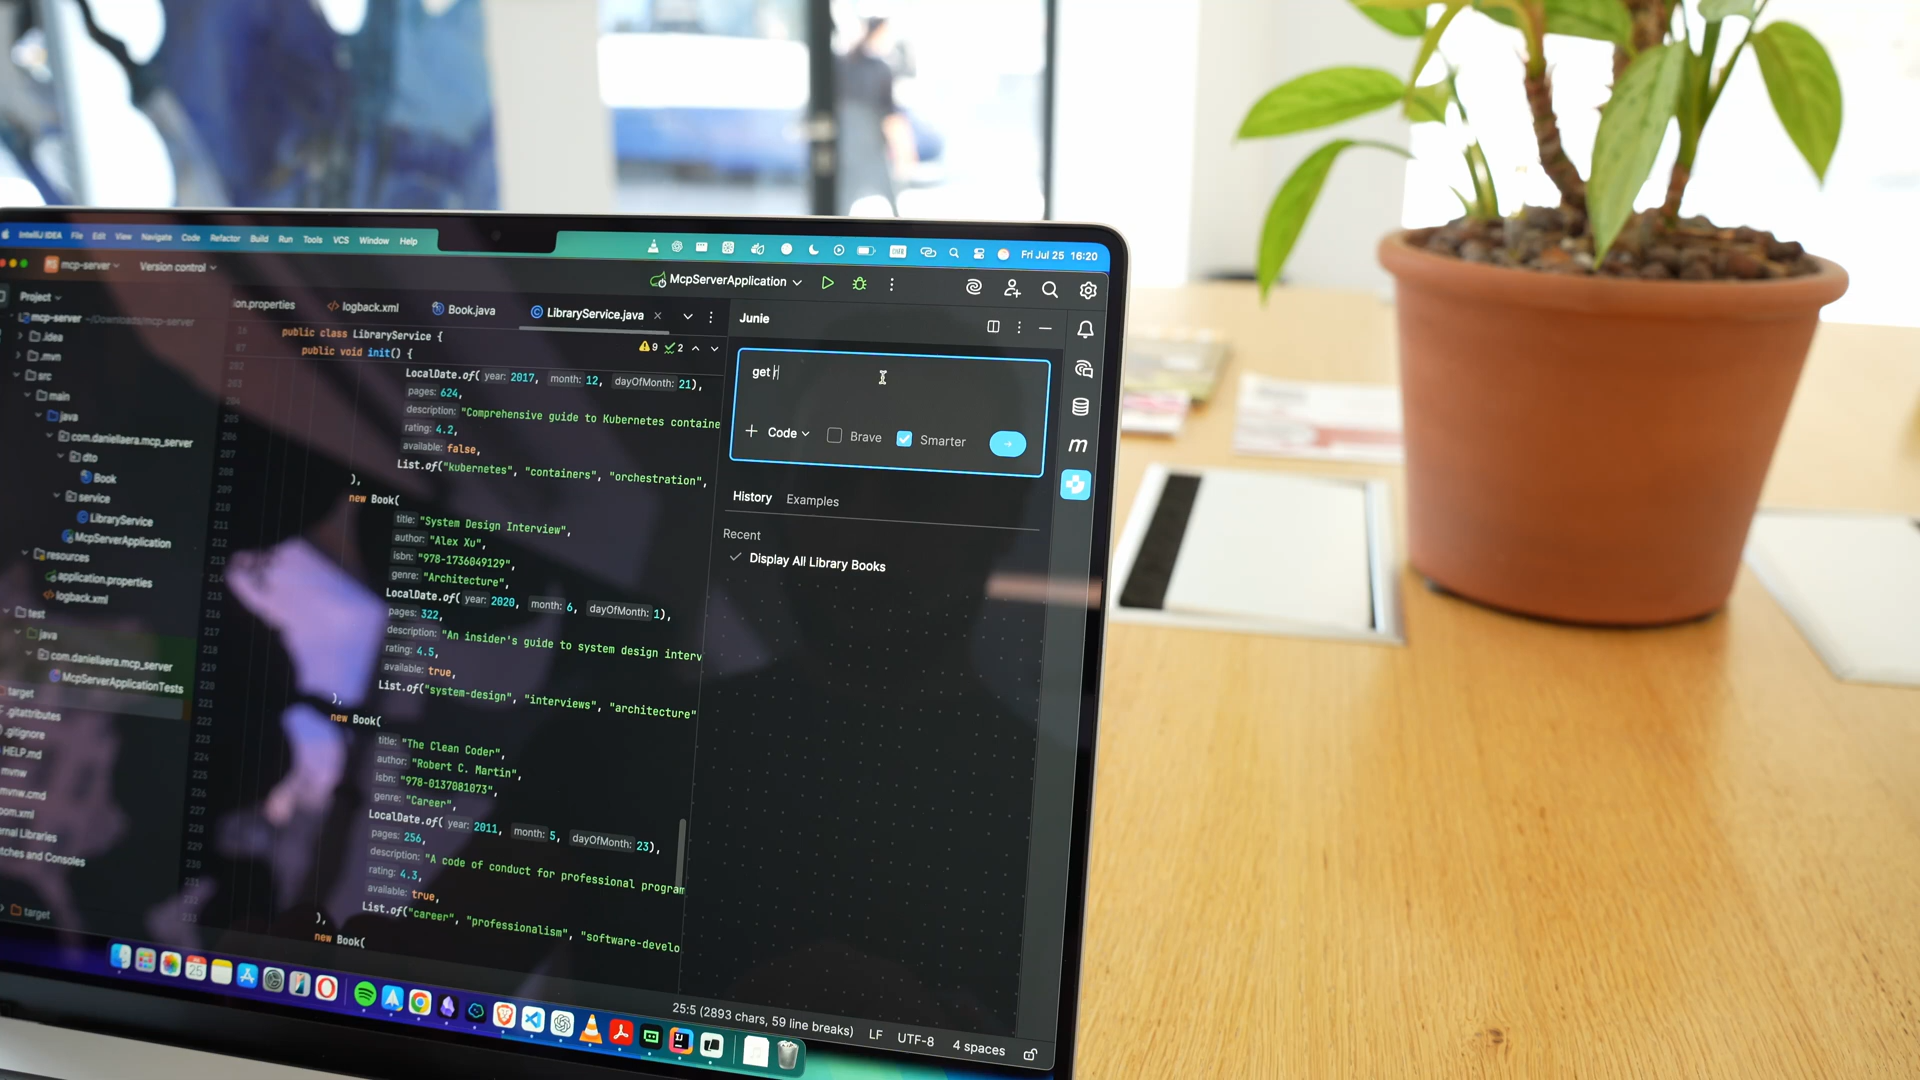 IntelliJ IDEA File Edit View Navigate Code Refactor Build Run Tools VCS Window Help
Fri Jul 25 16:20
mcp-server Version control
McpServerApplication
Project
mcp-server ~/Downloads/mcp-server
.idea
.mvn
src
main
java
com.daniellaera.mcp_server
dto
Book
service
LibraryService
McpServerApplication
resources
application.properties
logback.xml
test
java
com.daniellaera.mcp_server
McpServerApplicationTests
target
.gitattributes
.gitignore
HELP.md
mvnw
mvnw.cmd
target
ion.properties logback.xml Book.java LibraryService.java
public class LibraryService {
public void init() {
9 2
LocalDate.of( year: 2017, month: 12, dayOfMonth: 21),
pages: 624,
description: "Comprehensive guide to Kubernetes containe
rating: 4.2,
available: false,
List.of("kubernetes", "containers", "orchestration",
),
new Book(
title: "System Design Interview",
author: "Alex Xu",
isbn: "978-1736049129",
genre: "Architecture",
LocalDate.of( year: 2020, month: 6, dayOfMonth: 1),
pages: 322,
description: "An insider's guide to system design interv
rating: 4.5,
available: true,
List.of("system-design", "interviews", "architecture"
),
new Book(
title: "The Clean Coder",
author: "Robert C. Martin",
isbn: "978-0137081073",
genre: "Career",
LocalDate.of( year: 2011, month: 5, dayOfMonth: 23),
pages: 256,
description: "A code of conduct for professional program
rating: 4.3,
available: true,
List.of("career", "professionalism", "software-develo
),
new Book(
Junie
get
Code Brave Smarter
History Examples
Recent
Display All Library Books
25:5 (2893 chars, 59 line breaks) LF UTF-8 4 spaces